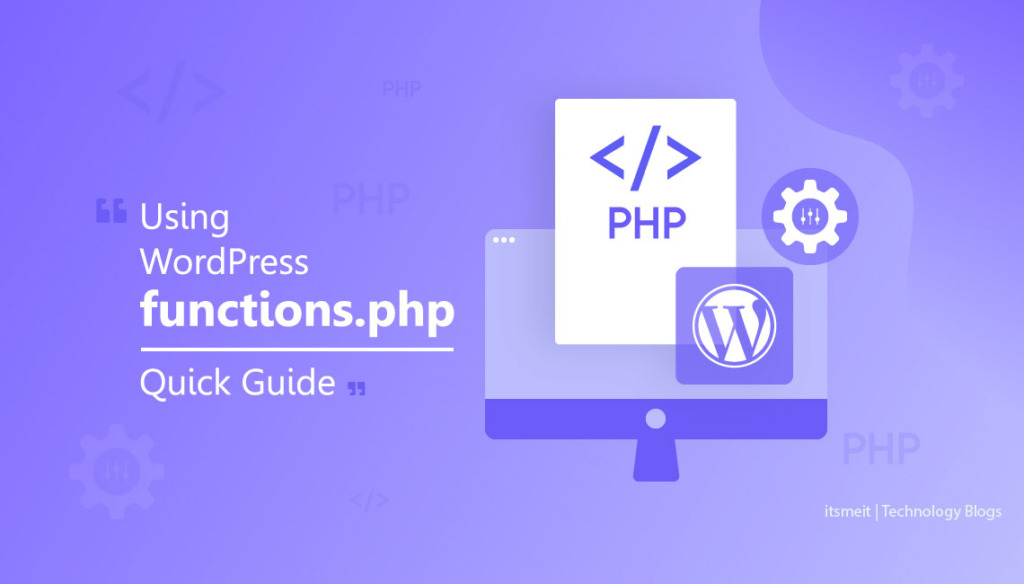 </>
PHP
PHP
“ Using
WordPress
functions.php
Quick Guide ”
</>
PHP
W
</>
PHP
itsmeit | Technology Blogs